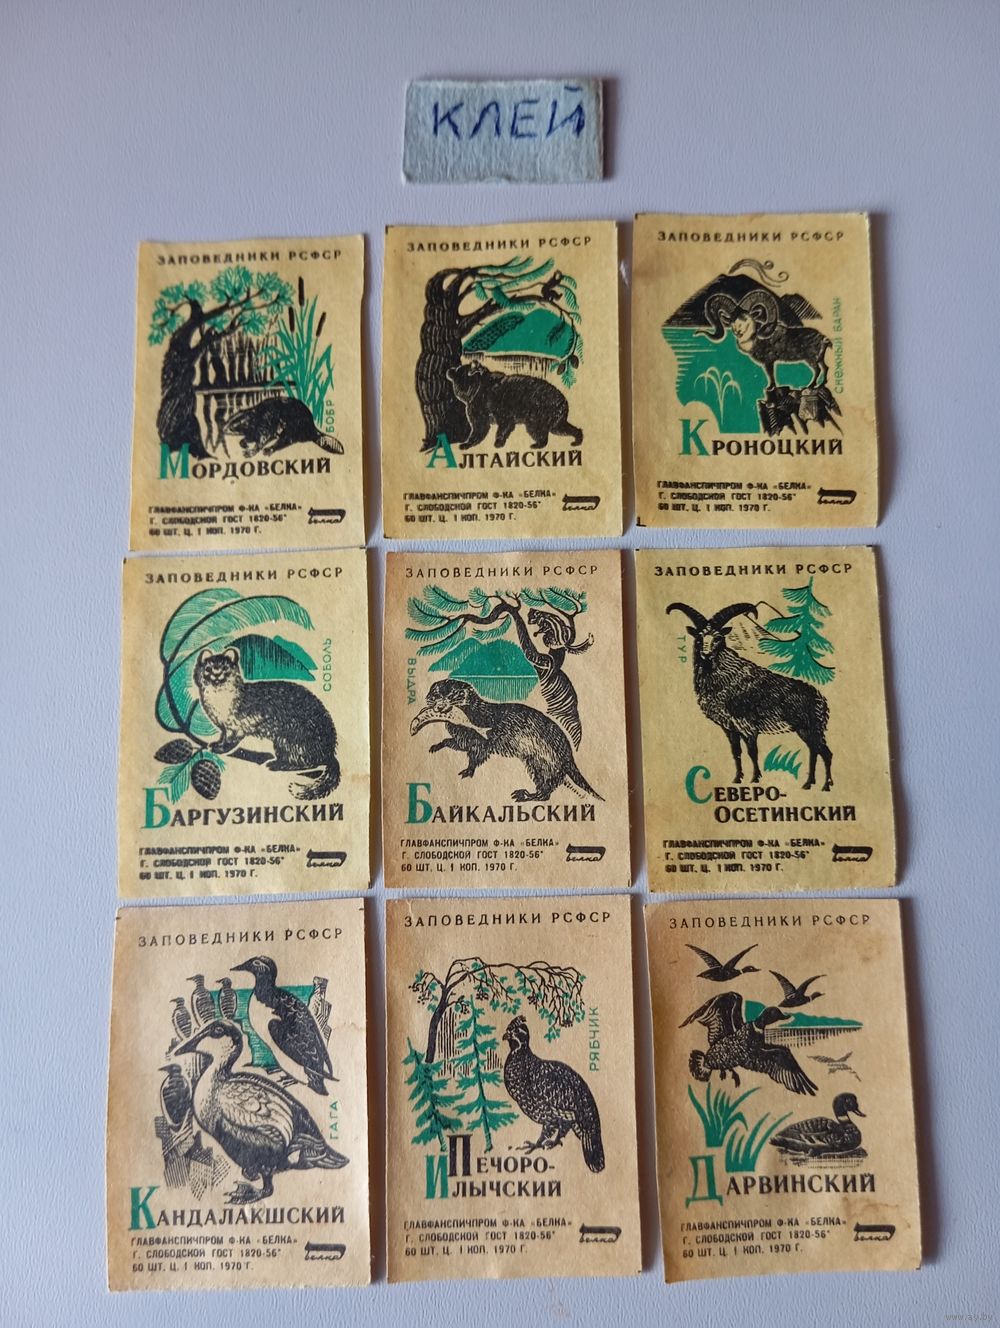 КЛЕЙ
ЗАПОВЕДНИКИ РСФСР
БОБР
МОРДОВСКИЙ
ГЛАВФАНСПИЧПРОМ Ф-КА «БЕЛКА»
Г. СЛОБОДСКОЙ ГОСТ 1820-56*
60 ШТ. Ц. 1 КОП. 1970 Г.
Белка
ЗАПОВЕДНИКИ РСФСР
АЛТАЙСКИЙ
ГЛАВФАНСПИЧПРОМ Ф-КА «БЕЛКА»
Г. СЛОБОДСКОЙ ГОСТ 1820-56*
60 ШТ. Ц. 1 КОП. 1970 Г.
Белка
ЗАПОВЕДНИКИ РСФСР
СНЕЖНЫЙ БАРАН
КРОНОЦКИЙ
ГЛАВФАНСПИЧПРОМ Ф-КА «БЕЛКА»
Г. СЛОБОДСКОЙ ГОСТ 1820-56*
60 ШТ. Ц. 1 КОП. 1970 Г.
Белка
ЗАПОВЕДНИКИ РСФСР
СОБОЛЬ
БАРГУЗИНСКИЙ
ГЛАВФАНСПИЧПРОМ Ф-КА «БЕЛКА»
Г. СЛОБОДСКОЙ ГОСТ 1820-56*
60 ШТ. Ц. 1 КОП. 1970 Г.
Белка
ЗАПОВЕДНИКИ РСФСР
ВЫДРА
БАЙКАЛЬСКИЙ
ГЛАВФАНСПИЧПРОМ Ф-КА «БЕЛКА»
Г. СЛОБОДСКОЙ ГОСТ 1820-56*
60 ШТ. Ц. 1 КОП. 1970 Г.
Белка
ЗАПОВЕДНИКИ РСФСР
ТУР
СЕВЕРО-
ОСЕТИНСКИЙ
ГЛАВФАНСПИЧПРОМ Ф-КА «БЕЛКА»
Г. СЛОБОДСКОЙ ГОСТ 1820-56*
60 ШТ. Ц. 1 КОП. 1970 Г.
Белка
ЗАПОВЕДНИКИ РСФСР
ГАГА
КАНДАЛАКШСКИЙ
ГЛАВФАНСПИЧПРОМ Ф-КА «БЕЛКА»
Г. СЛОБОДСКОЙ ГОСТ 1820-56*
60 ШТ. Ц. 1 КОП. 1970 Г.
Белка
ЗАПОВЕДНИКИ РСФСР
РЯБЧИК
ПЕЧОРО-
ИЛЫЧСКИЙ
ГЛАВФАНСПИЧПРОМ Ф-КА «БЕЛКА»
Г. СЛОБОДСКОЙ ГОСТ 1820-56*
60 ШТ. Ц. 1 КОП. 1970 Г.
Белка
ЗАПОВЕДНИКИ РСФСР
ДАРВИНСКИЙ
ГЛАВФАНСПИЧПРОМ Ф-КА «БЕЛКА»
Г. СЛОБОДСКОЙ ГОСТ 1820-56*
60 ШТ. Ц. 1 КОП. 1970 Г.
Белка
www.ay.by